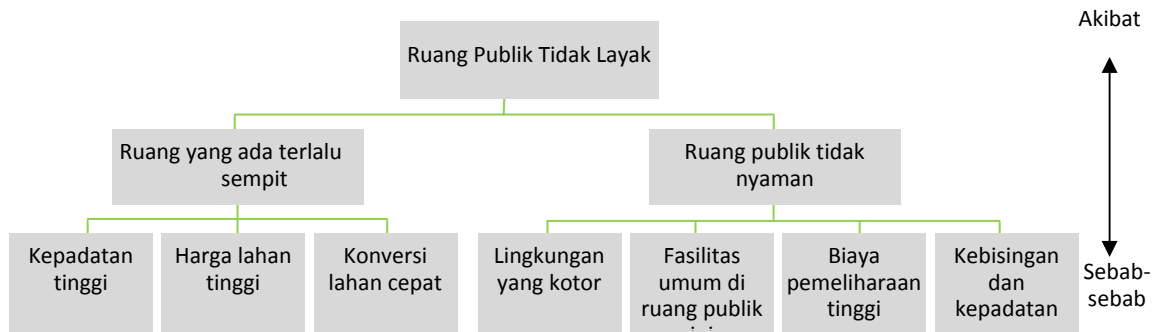 Akibat
Ruang Publik Tidak Layak
Ruang yang ada terlalu
sempit
Ruang publik tidak
nyaman
Kepadatan
tinggi
Harga lahan
tinggi
Konversi
lahan cepat
Lingkungan
yang kotor
Fasilitas
umum di
ruang publik
Biaya
pemeliharaan
tinggi
Kebisingan
dan
kepadatan
Sebab-
sebab